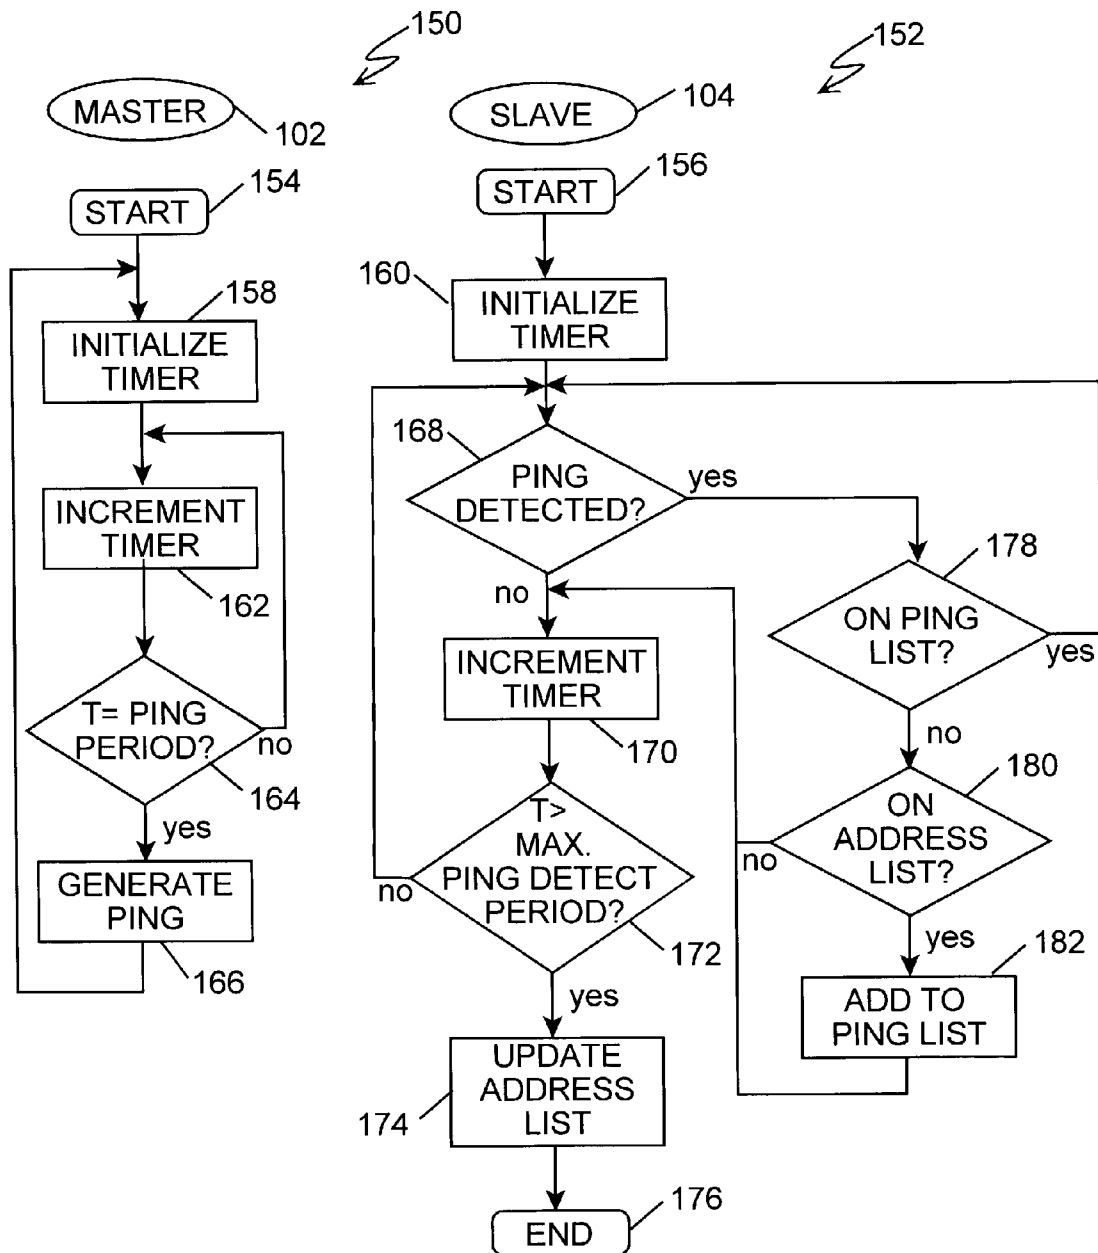 150
152
MASTER
102
SLAVE
104
START
154
START
156
158
INITIALIZE
TIMER
160
INITIALIZE
TIMER
INCREMENT
TIMER
162
T= PING
PERIOD?
no
164
yes
GENERATE
PING
166
168
PING
DETECTED?
yes
no
INCREMENT
TIMER
170
T>
MAX.
PING DETECT
PERIOD?
no
172
yes
UPDATE
ADDRESS
LIST
174
END
176
178
ON PING
LIST?
yes
no
180
ON
ADDRESS
LIST?
no
yes
182
ADD TO
PING LIST